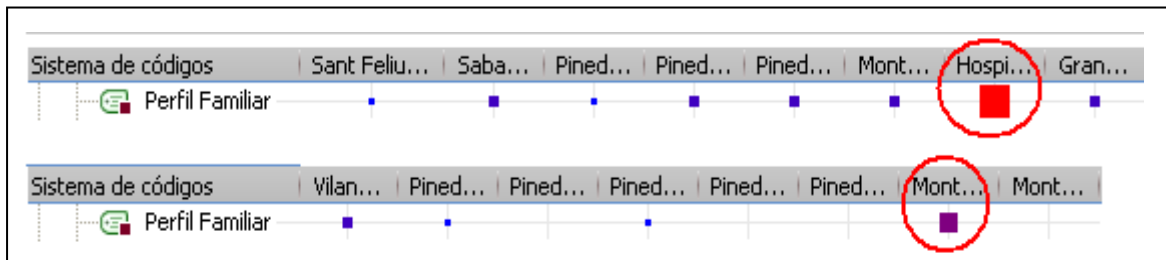 Sistema de códigos Sant Feliu... Saba... Pined... Pined... Pined... Mont... Hospi... Gran...
Perfil Familiar
Sistema de códigos Vilan... Pined... Pined... Pined... Pined... Pined... Mont... Mont...
Perfil Familiar